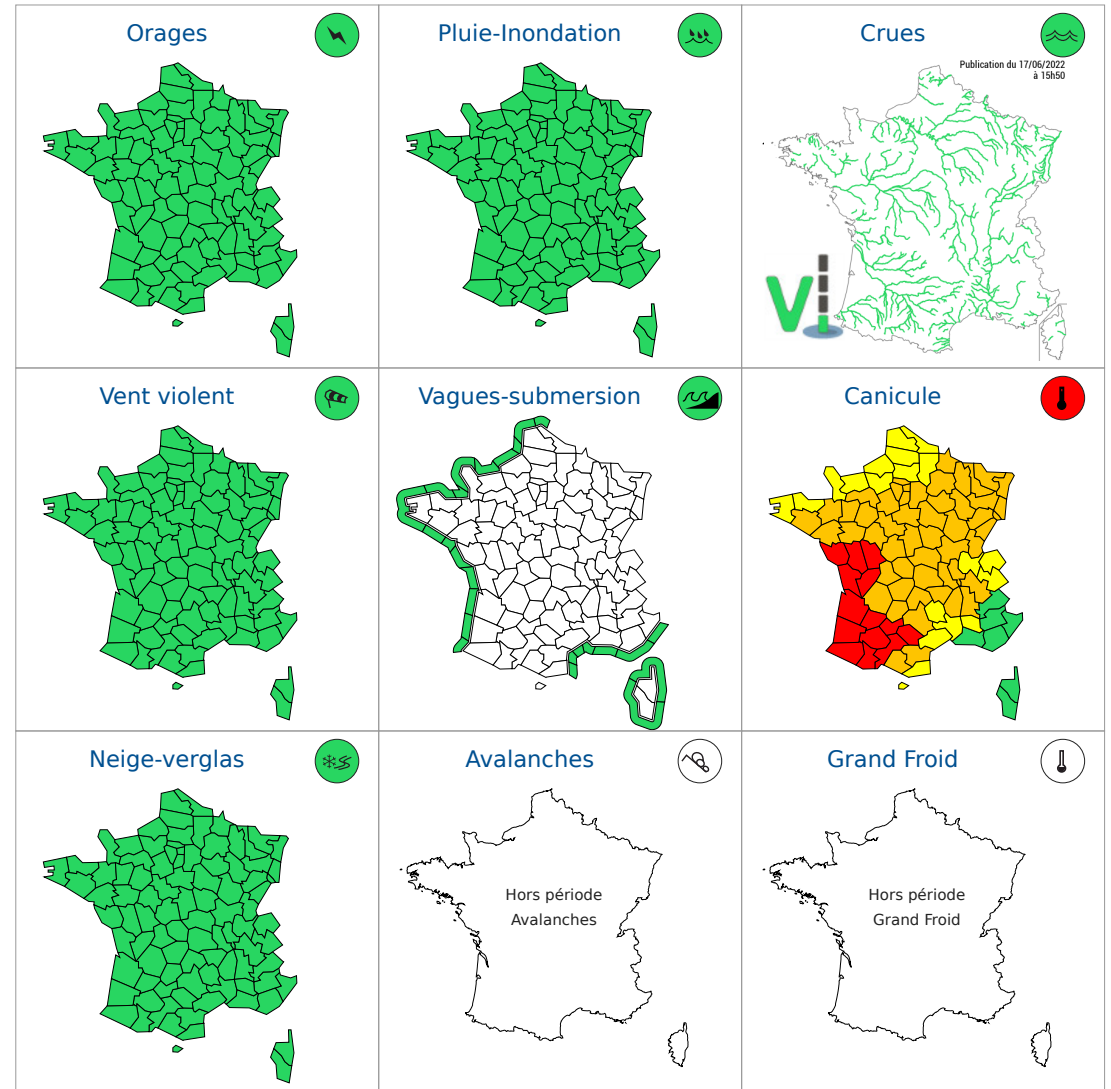 Orages
Pluie-Inondation
Crues
Publication du 17/06/2022
à 15h50
Vi
Vent violent
Vagues-submersion
Canicule
Neige-verglas
Avalanches
Grand Froid
Hors période
Avalanches
Hors période
Grand Froid